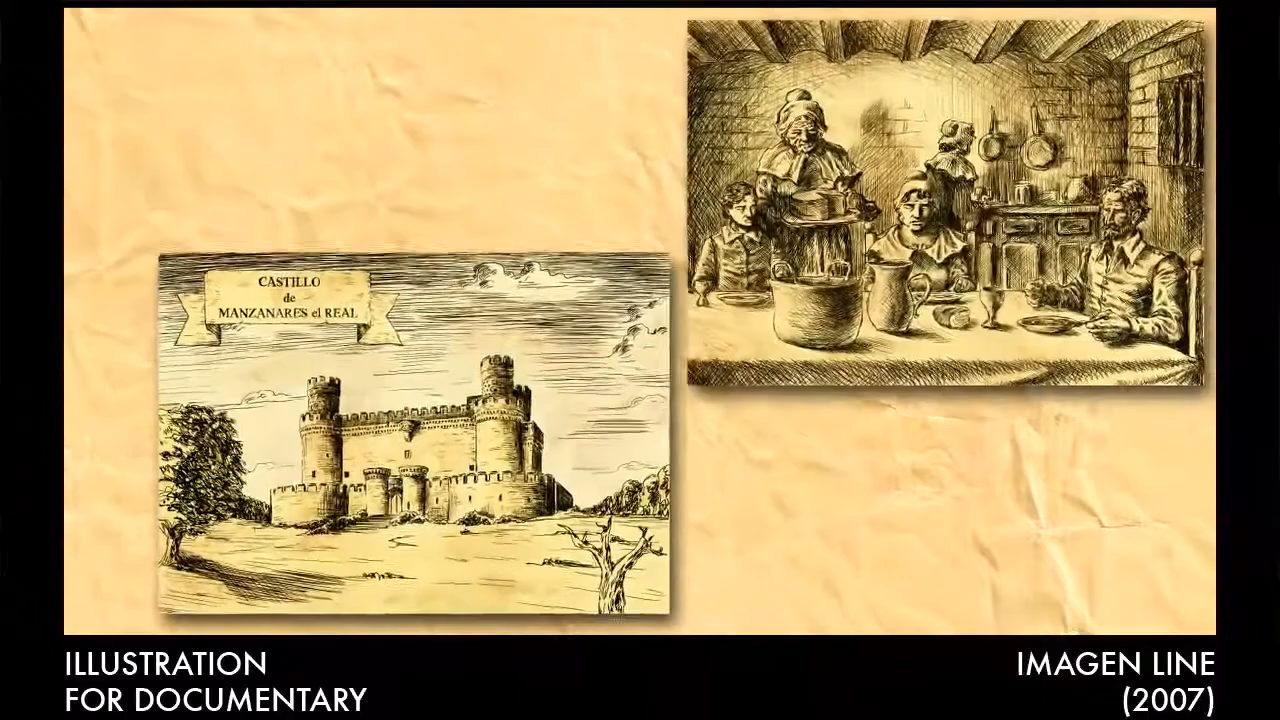 CASTILLO
de
MANZANARES el REAL
ILLUSTRATION
FOR DOCUMENTARY
IMAGEN LINE
(2007)